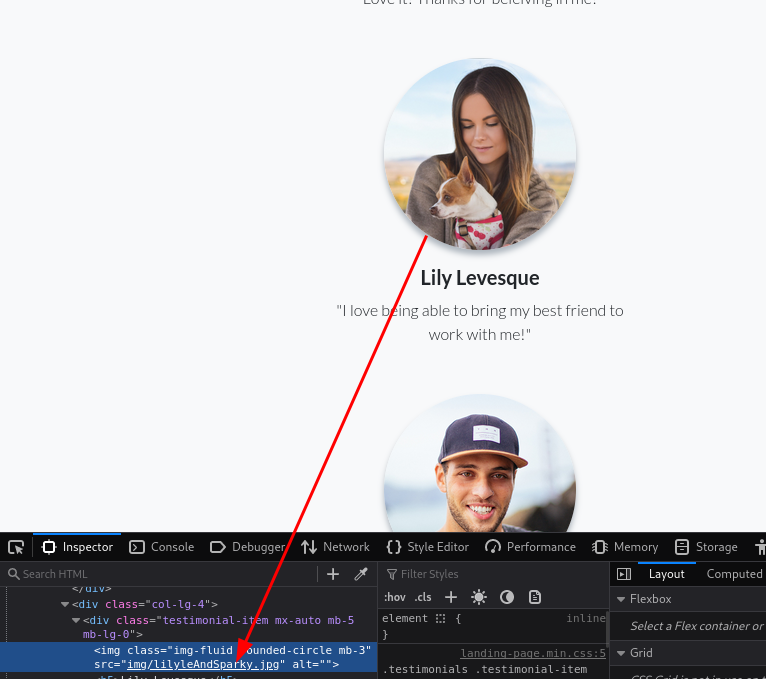 Love it! Thanks for beleiving in me!
Lily Levesque
"I love being able to bring my best friend to
work with me!"
Inspector
Console
Debugger
Network
Style Editor
Performance
Memory
Storage
Search HTML
Filter Styles
Layout
Computed
</div>
<div class="col-lg-4">
<div class="testimonial-item mx-auto mb-5
mb-lg-0">
<img class="img-fluid rounded-circle mb-3"
src="img/lilyleAndSparky.jpg" alt="">
<h5>Lily Levesque</h5>
:hov .cls
element { inline
}
landing-page.min.css:5
.testimonials .testimonial-item
Flexbox
Select a Flex container or
Grid
CSS Grid is not in use on t